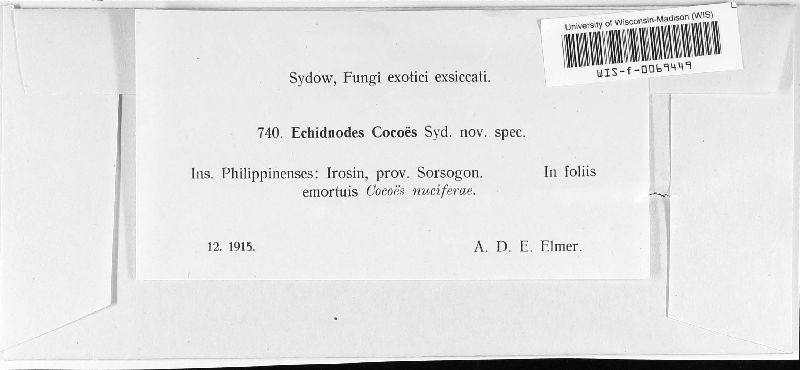 University of Wisconsin-Madison (WIS)
WIS-f-0069449
Sydow, Fungi exotici exsiccati.
740. Echidnodes Cocoës Syd. nov. spec.
Ins. Philippinenses: Irosin, prov. Sorsogon. In foliis
emortuis Cocoës nuciferae.
12. 1915. A. D. E. Elmer.